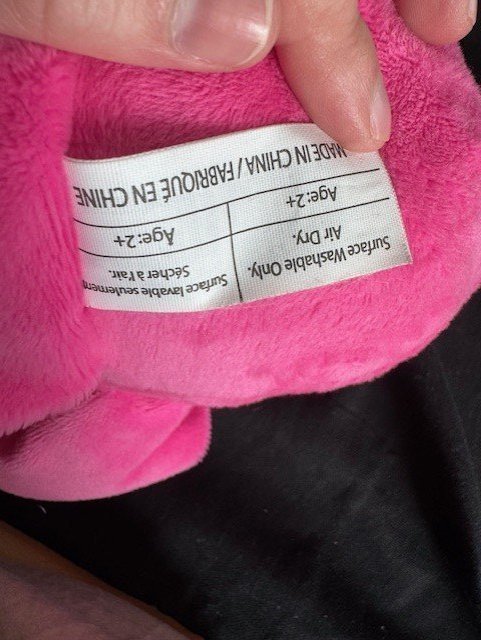 Surface Washable Only.
Air Dry.
Surface lavable seulement
Sécher à l'air.
Age:2+
Âge:2+
MADE IN CHINA / FABRIQUÉ EN CHINE